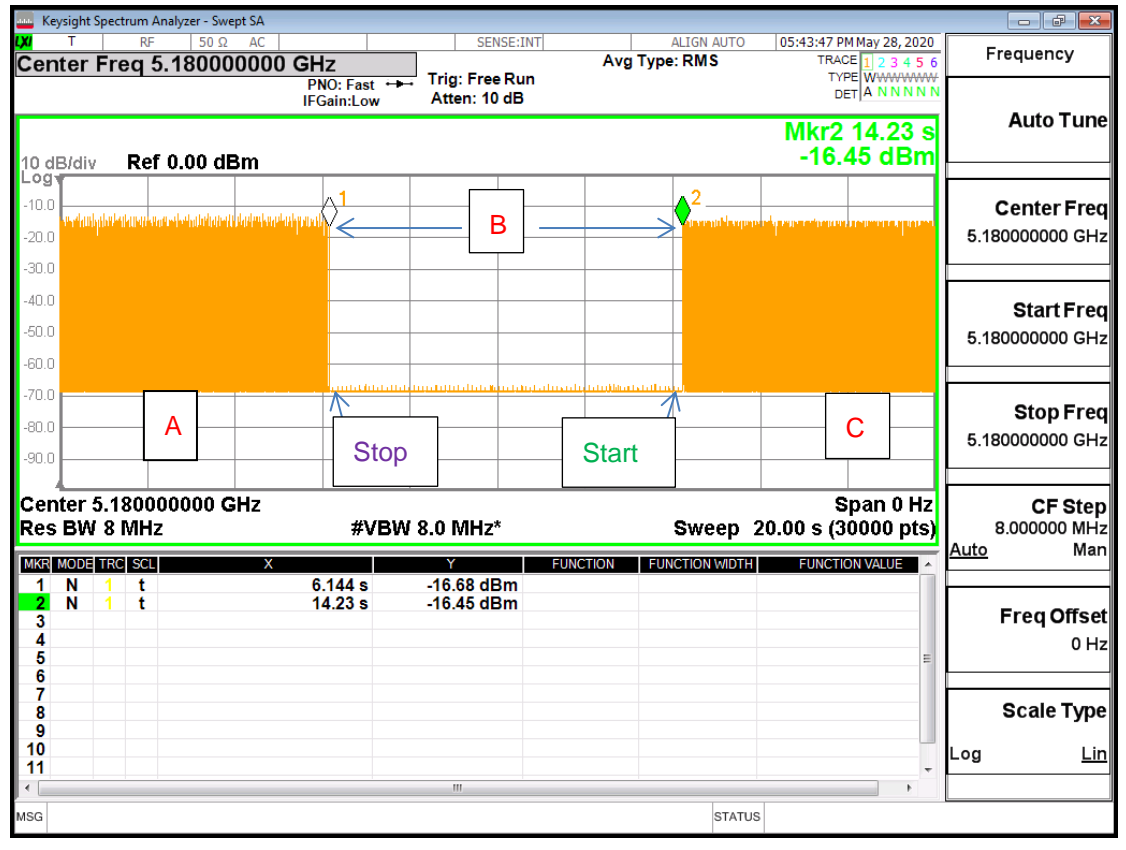 Keysight Spectrum Analyzer - Swept SA
LXI T RF 50 Ω AC SENSE:INT ALIGN AUTO 05:43:47 PM May 28, 2020
Center Freq 5.180000000 GHz
PNO: Fast
IFGain:Low
Trig: Free Run
Atten: 10 dB
Avg Type: RMS
TRACE 1 2 3 4 5 6
TYPE WWWWWW
DET A N N N N N
Mkr2 14.23 s
-16.45 dBm
10 dB/div Ref 0.00 dBm
Log
-10.0
-20.0
-30.0
-40.0
-50.0
-60.0
-70.0
-80.0
-90.0
1
2
A
B
C
Stop
Start
Center 5.180000000 GHz Span 0 Hz
Res BW 8 MHz #VBW 8.0 MHz* Sweep 20.00 s (30000 pts)
MKR MODE TRC SCL X Y FUNCTION FUNCTION WIDTH FUNCTION VALUE
1 N 1 t 6.144 s -16.68 dBm
2 N 1 t 14.23 s -16.45 dBm
3
4
5
6
7
8
9
10
11
MSG STATUS
Frequency
Auto Tune
Center Freq
5.180000000 GHz
Start Freq
5.180000000 GHz
Stop Freq
5.180000000 GHz
CF Step
8.000000 MHz
Auto Man
Freq Offset
0 Hz
Scale Type
Log Lin